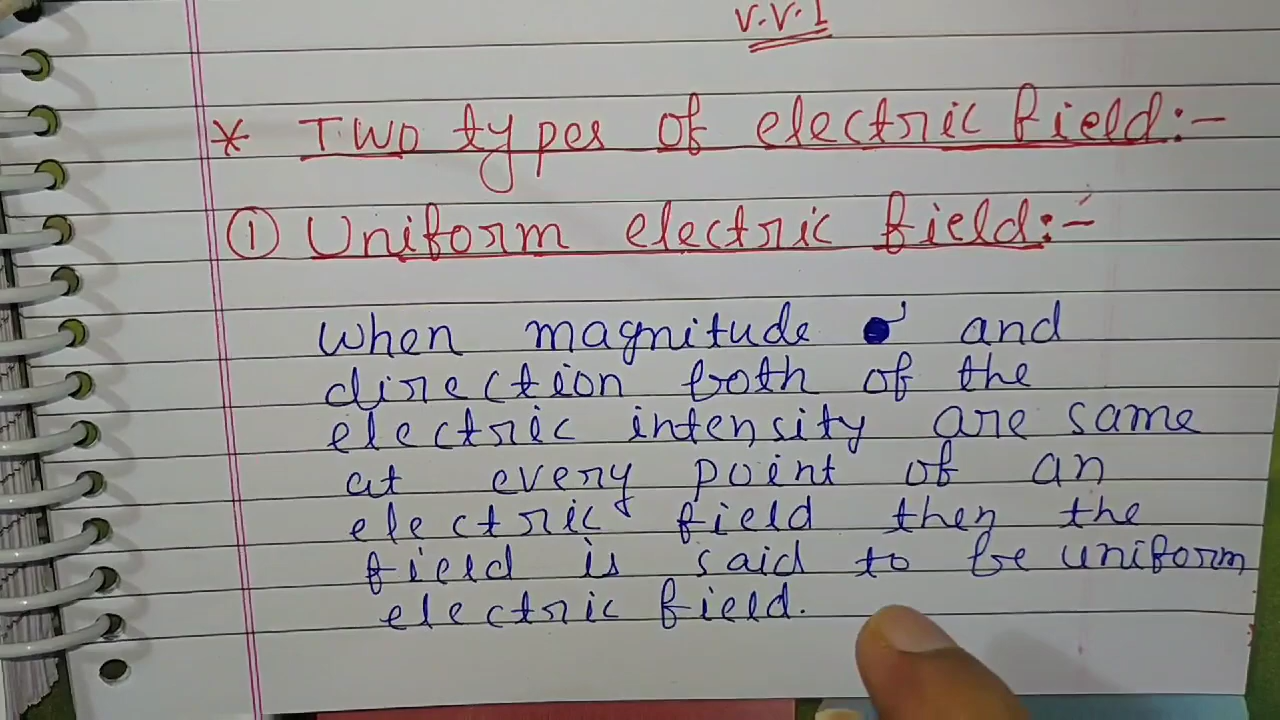 V.V.I
* Two types of electric field:-
① Uniform electric field:-
When magnitude and
direction both of the
electric intensity are same
at every point of an
electric field then the
field is said to be uniform
electric field.